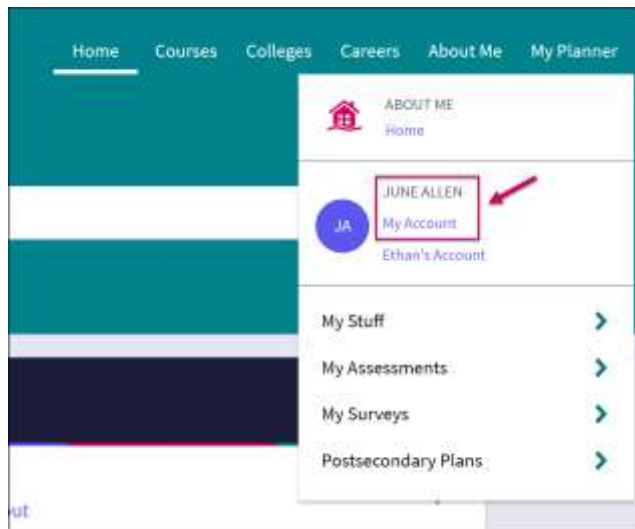 Home Courses Colleges Careers About Me My Planner
ABOUT ME
Home
JUNE ALLEN
JA
My Account
Ethan's Account
My Stuff
My Assessments
My Surveys
Postsecondary Plans
out